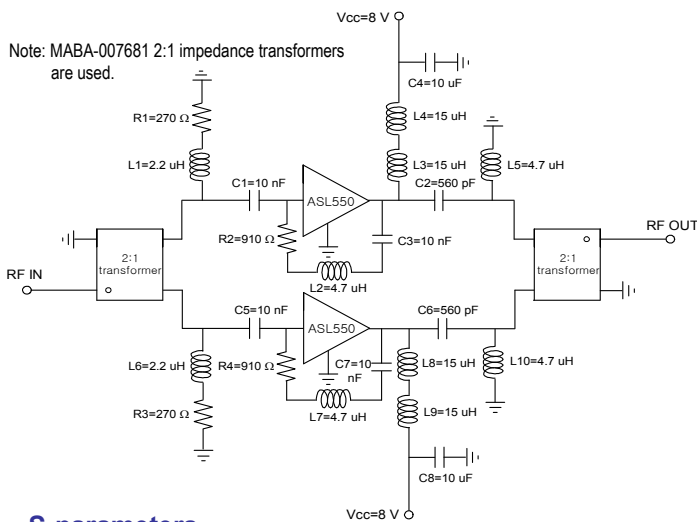 Vcc=8 V
Note: MABA-007681 2:1 impedance transformers
are used.
C4=10 uF
R1=270 Ω
L4=15 uH
L1=2.2 uH
L3=15 uH
L5=4.7 uH
C1=10 nF
C2=560 pF
ASL550
R2=910 Ω
C3=10 nF
RF OUT
2:1
transformer
2:1
transformer
RF IN
L2=4.7 uH
C5=10 nF
C6=560 pF
ASL550
L6=2.2 uH
R4=910 Ω
C7=10
nF
L8=15 uH
L10=4.7 uH
L7=4.7 uH
R3=270 Ω
L9=15 uH
C8=10 uF
Vcc=8 V